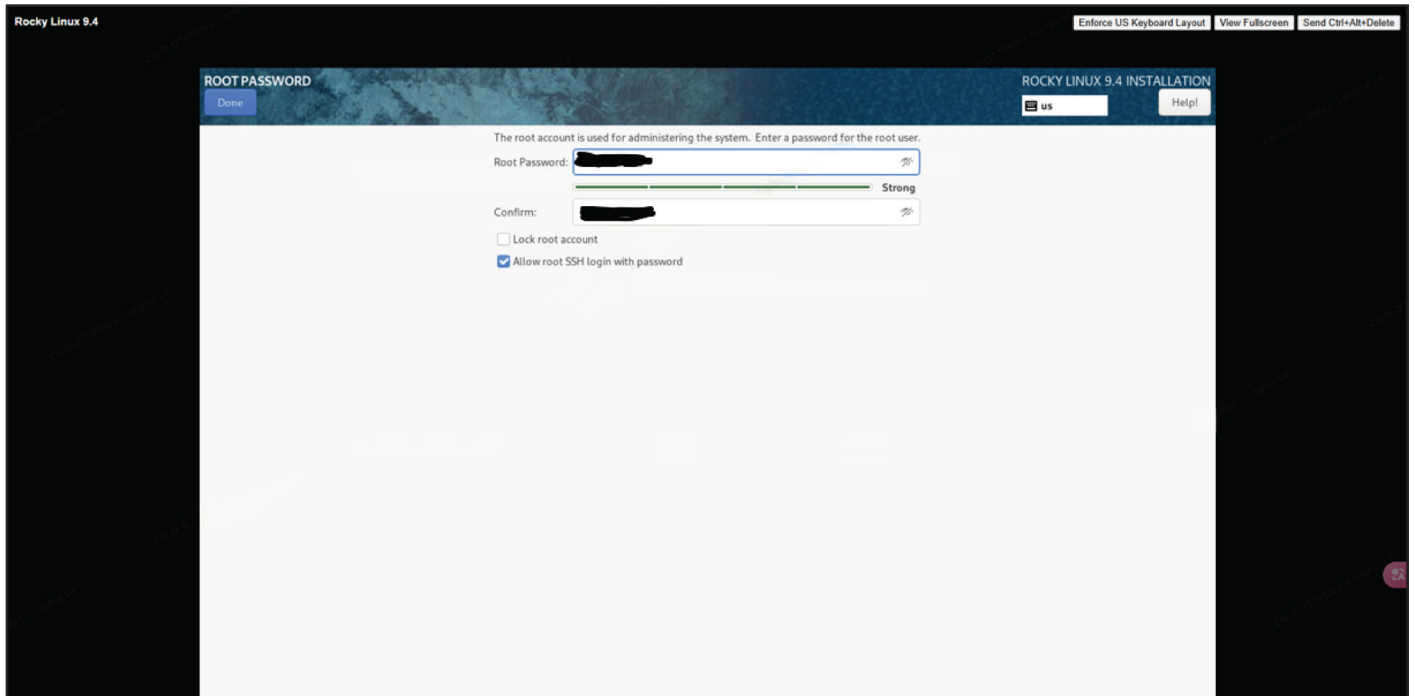 Rocky Linux 9.4
Enforce US Keyboard Layout View Fullscreen Send Ctrl+Alt+Delete
ROOT PASSWORD
ROCKY LINUX 9.4 INSTALLATION
Done
us
Help!
The root account is used for administering the system. Enter a password for the root user.
Root Password:
Strong
Confirm:
Lock root account
Allow root SSH login with password